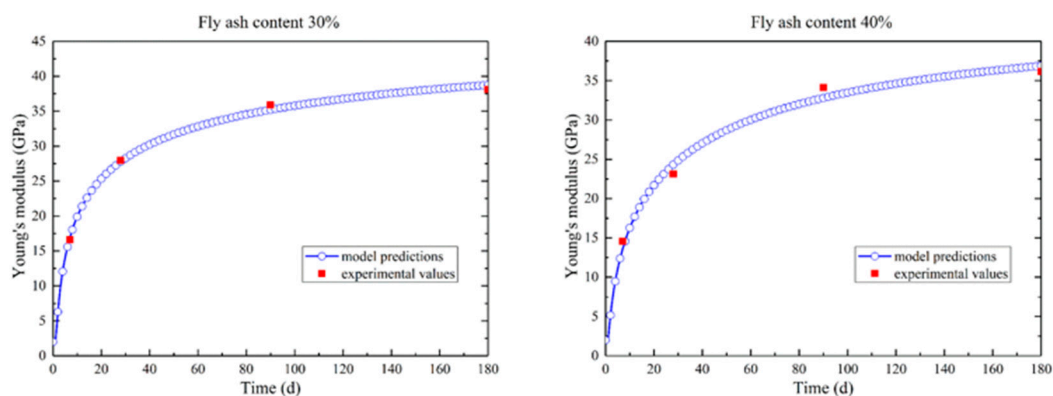 Fly ash content 30%
Young's modulus (GPa)
45
40
35
30
25
20
15
10
5
0
model predictions
experimental values
0 20 40 60 80 100 120 140 160 180
Time (d)
Fly ash content 40%
Young's modulus (GPa)
40
35
30
25
20
15
10
5
0
model predictions
experimental values
0 20 40 60 80 100 120 140 160 180
Time (d)